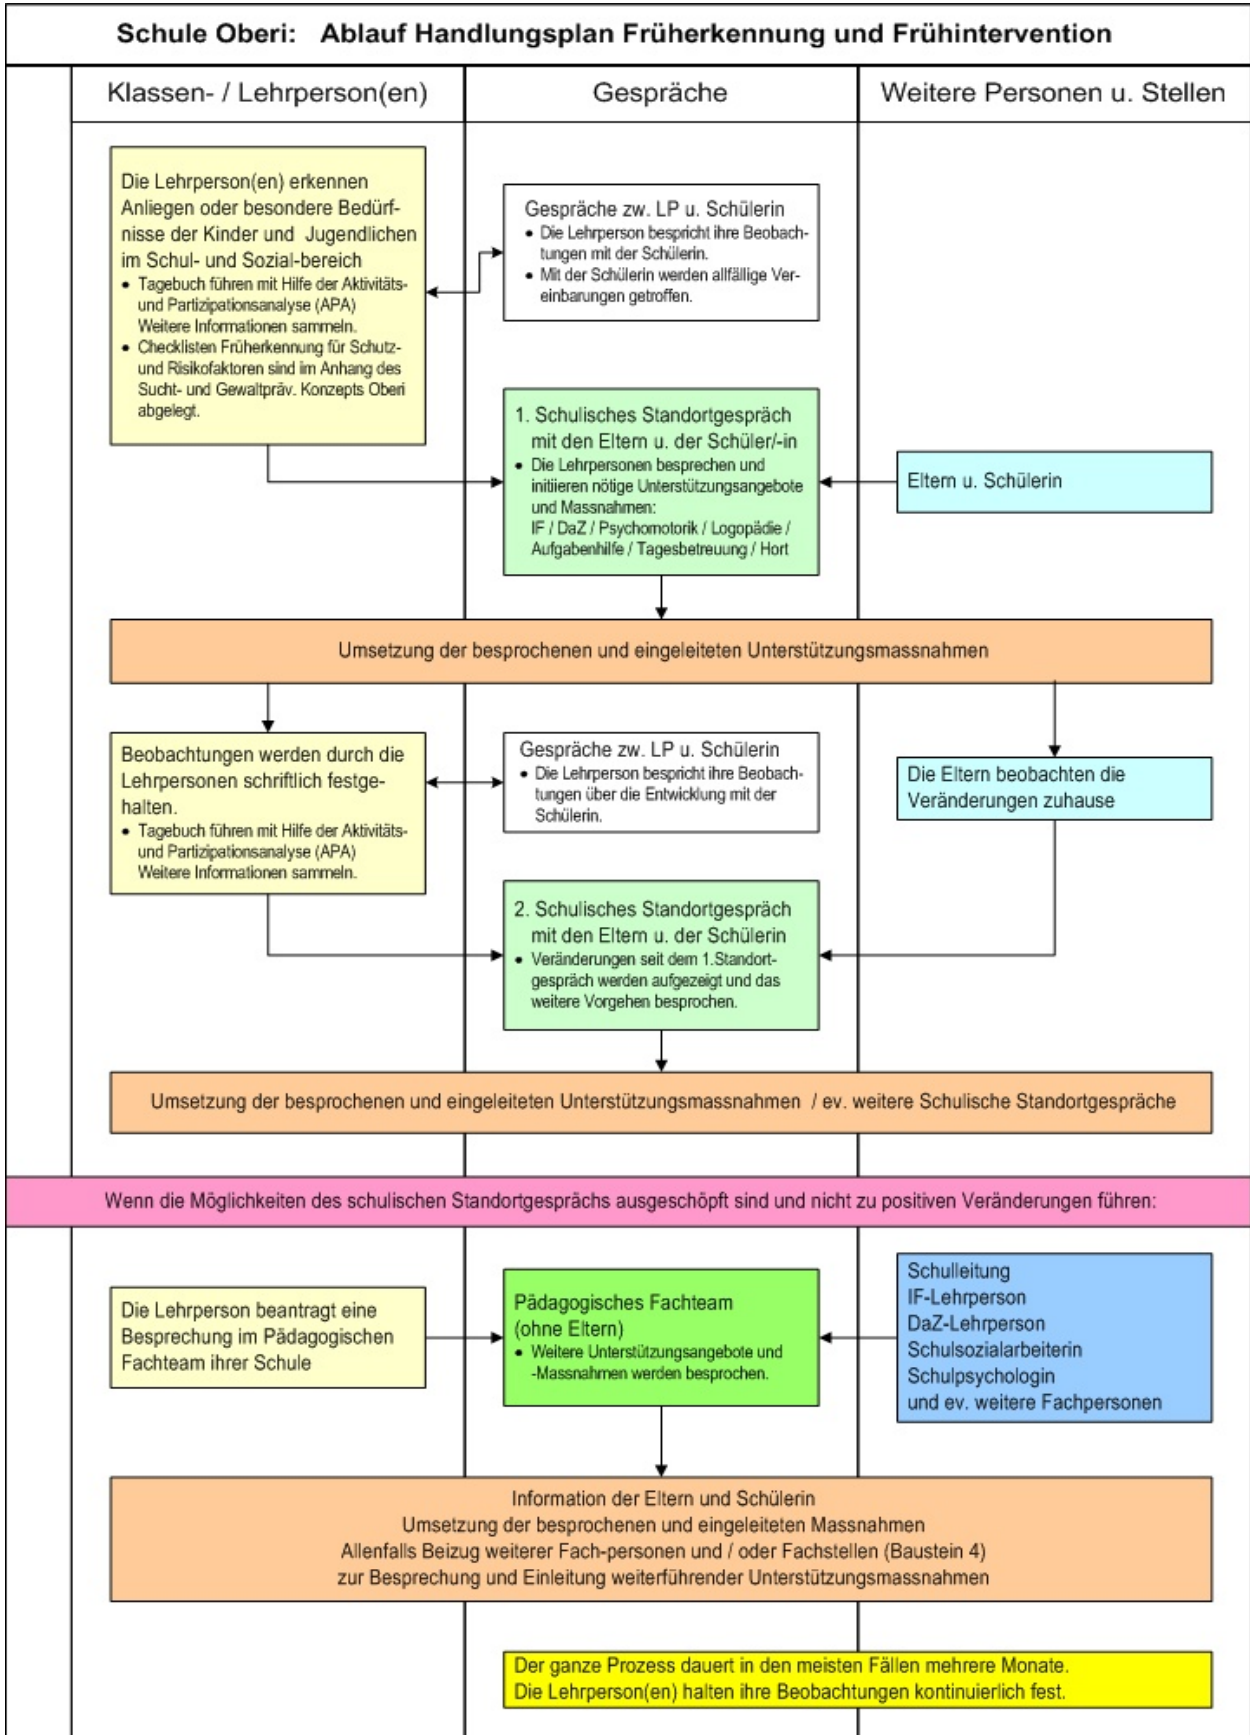 Schule Oberi: Ablauf Handlungsplan Früherkennung und Frühintervention
Klassen- / Lehrperson(en)
Gespräche
Weitere Personen u. Stellen
Die Lehrperson(en) erkennen
Anliegen oder besondere Bedürf-
nisse der Kinder und Jugendlichen
im Schul- und Sozial-bereich
• Tagebuch führen mit Hilfe der Aktivitäts-
und Partizipationsanalyse (APA)
Weitere Informationen sammeln.
• Checklisten Früherkennung für Schutz-
und Risikofaktoren sind im Anhang des
Sucht- und Gewaltpräv. Konzepts Oberi
abgelegt.
Gespräche zw. LP u. Schülerin
• Die Lehrperson bespricht ihre Beobach-
tungen mit der Schülerin.
• Mit der Schülerin werden allfällige Ver-
einbarungen getroffen.
1. Schulisches Standortgespräch
mit den Eltern u. der Schüler/-in
• Die Lehrpersonen besprechen und
initiieren nötige Unterstützungsangebote
und Massnahmen:
IF / DaZ / Psychomotorik / Logopädie /
Aufgabenhilfe / Tagesbetreuung / Hort
Eltern u. Schülerin
Umsetzung der besprochenen und eingeleiteten Unterstützungsmassnahmen
Beobachtungen werden durch die
Lehrpersonen schriftlich festge-
halten.
• Tagebuch führen mit Hilfe der Aktivitäts-
und Partizipationsanalyse (APA)
Weitere Informationen sammeln.
Gespräche zw. LP u. Schülerin
• Die Lehrperson bespricht ihre Beobach-
tungen über die Entwicklung mit der
Schülerin.
Die Eltern beobachten die
Veränderungen zuhause
2. Schulisches Standortgespräch
mit den Eltern u. der Schülerin
• Veränderungen seit dem 1.Standort-
gespräch werden aufgezeigt und das
weitere Vorgehen besprochen.
Umsetzung der besprochenen und eingeleiteten Unterstützungsmassnahmen / ev. weitere Schulische Standortgespräche
Wenn die Möglichkeiten des schulischen Standortgesprächs ausgeschöpft sind und nicht zu positiven Veränderungen führen:
Die Lehrperson beantragt eine
Besprechung im Pädagogischen
Fachteam ihrer Schule
Pädagogisches Fachteam
(ohne Eltern)
• Weitere Unterstützungsangebote und
-Massnahmen werden besprochen.
Schulleitung
IF-Lehrperson
DaZ-Lehrperson
Schulsozialarbeiterin
Schulpsychologin
und ev. weitere Fachpersonen
Information der Eltern und Schülerin
Umsetzung der besprochenen und eingeleiteten Massnahmen
Allenfalls Beizug weiterer Fach-personen und / oder Fachstellen (Baustein 4)
zur Besprechung und Einleitung weiterführender Unterstützungsmassnahmen
Der ganze Prozess dauert in den meisten Fällen mehrere Monate.
Die Lehrperson(en) halten ihre Beobachtungen kontinuierlich fest.